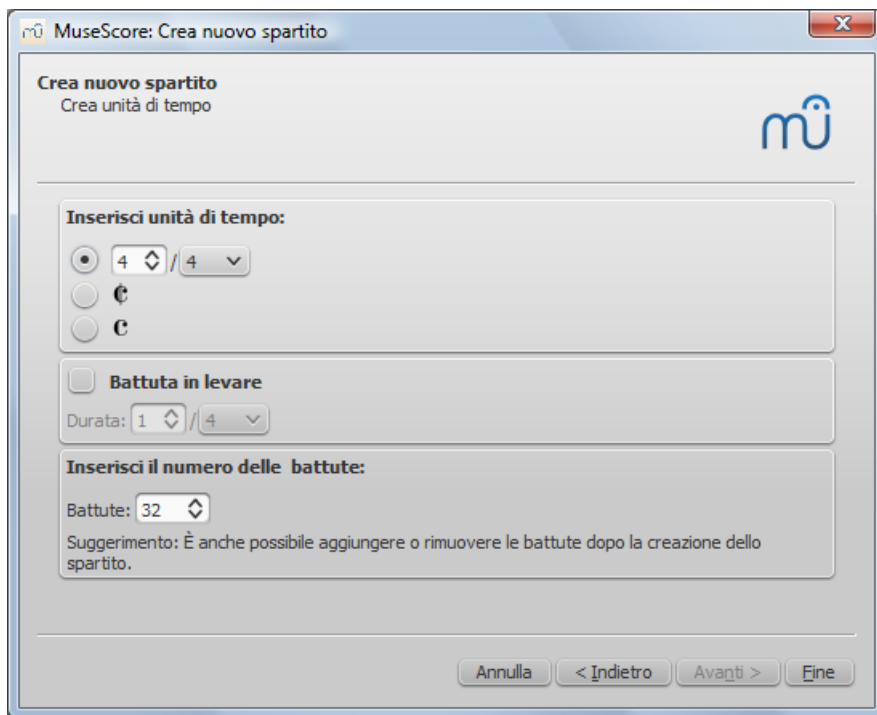 MuseScore: Crea nuovo spartito
Crea nuovo spartito
Crea unità di tempo
Inserisci unità di tempo:
4 / 4
¢
C
Battuta in levare
Durata: 1 / 4
Inserisci il numero delle battute:
Battute: 32
Suggerimento: È anche possibile aggiungere o rimuovere le battute dopo la creazione dello
spartito.
Annulla < Indietro Avanti > Fine